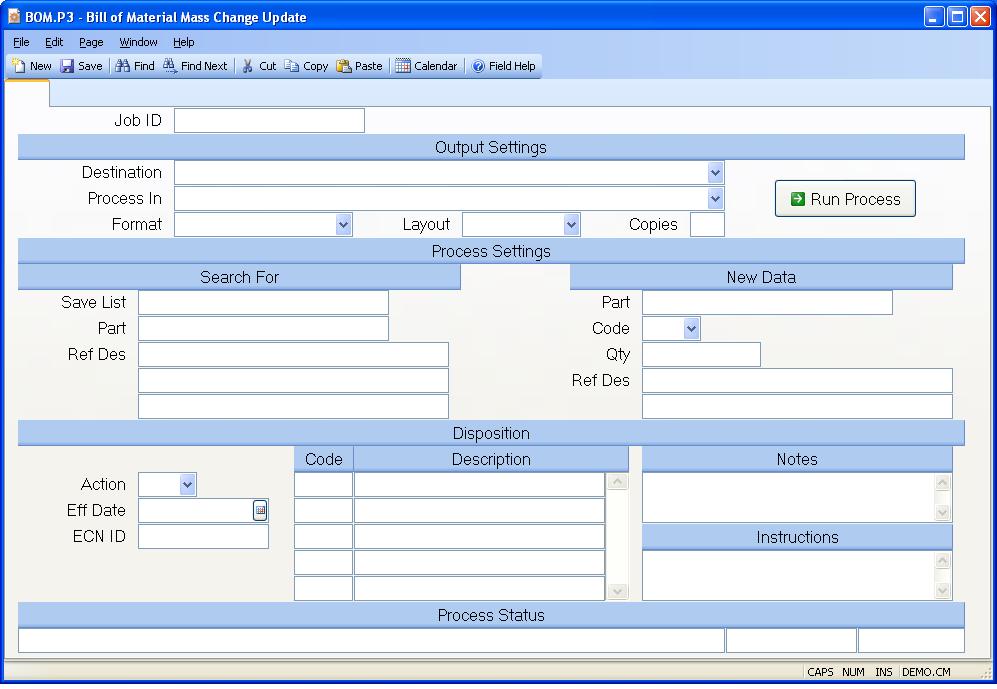 BOM.P3 - Bill of Material Mass Change Update
File Edit Page Window Help
New Save Find Find Next Cut Copy Paste Calendar Field Help
Job ID
Output Settings
Destination
Process In
Run Process
Format Layout Copies
Process Settings
Search For New Data
Save List Part
Part Code
Ref Des Qty
Ref Des
Disposition
Code Description Notes
Action
Eff Date
ECN ID Instructions
Process Status
CAPS NUM INS DEMO.CM